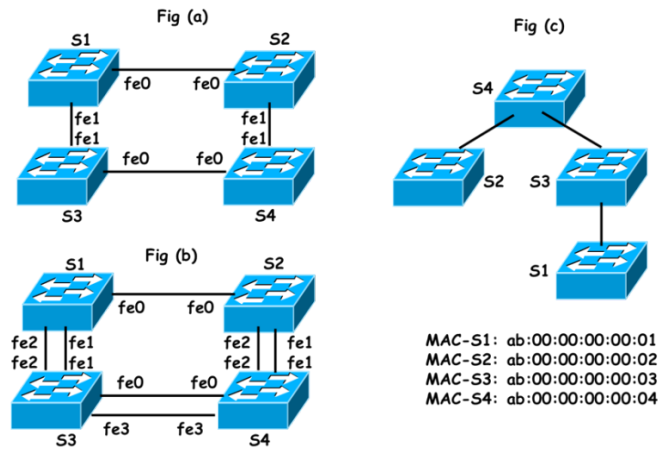 Fig (a)
S1
S2
fe0
fe0
fe1
fe1
fe1
fe1
fe0
fe0
S3
S4
Fig (b)
S1
S2
fe0
fe0
fe2
fe1
fe2
fe1
fe2
fe1
fe2
fe1
fe0
fe0
fe3
fe3
S3
S4
Fig (c)
S4
S2
S3
S1
MAC-S1: ab:00:00:00:00:01
MAC-S2: ab:00:00:00:00:02
MAC-S3: ab:00:00:00:00:03
MAC-S4: ab:00:00:00:00:04